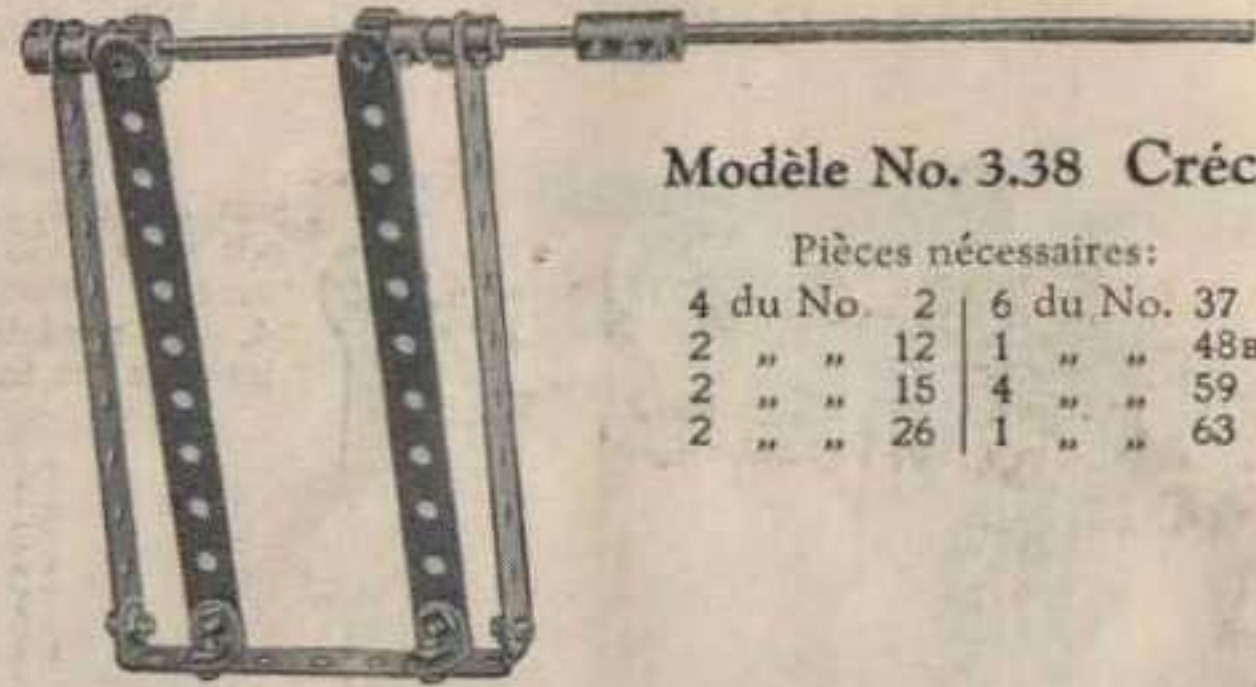 Modèle No. 3.38 Créc
Pièces nécessaires:
4 du No. 2 | 6 du No. 37
2 „ „ 12 | 1 „ „ 48B
2 „ „ 15 | 4 „ „ 59
2 „ „ 26 | 1 „ „ 63